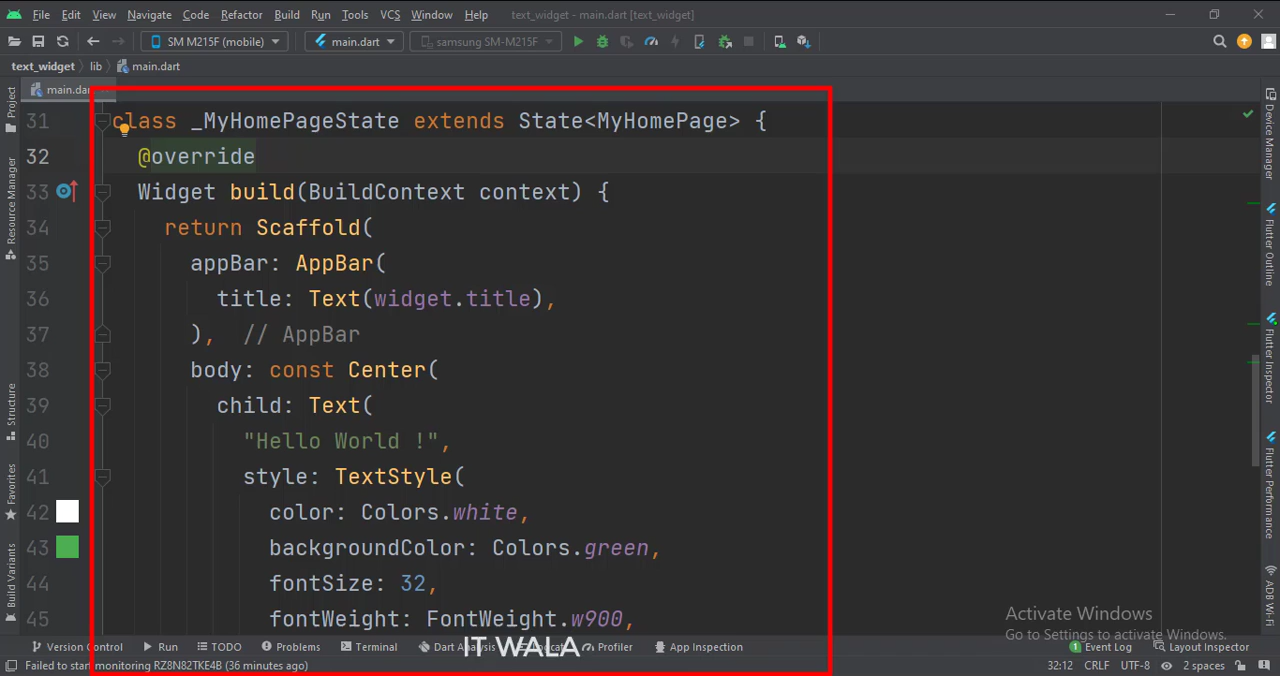 File Edit View Navigate Code Refactor Build Run Tools VCS Window Help text_widget - main.dart [text_widget]
SM M215F (mobile) main.dart samsung SM-M215F
text_widget lib main.dart
main.dart
31 class _MyHomePageState extends State<MyHomePage> {
32 @override
33 Widget build(BuildContext context) {
34 return Scaffold(
35 appBar: AppBar(
36 title: Text(widget.title),
37 ), // AppBar
38 body: const Center(
39 child: Text(
40 "Hello World !",
41 style: TextStyle(
42 color: Colors.white,
43 backgroundColor: Colors.green,
44 fontSize: 32,
45 fontWeight: FontWeight.w900,
Project
Resource Manager
Structure
Favorites
Build Variants
Device Manager
Flutter Outline
Flutter Inspector
Flutter Performance
ADB Wi-Fi
Activate Windows
Go to Settings to activate Windows.
IT WALA
Version Control Run TODO Problems Terminal Dart Analysis Profiler App Inspection 1 Event Log Layout Inspector
Failed to start monitoring RZ8N82TKE4B (36 minutes ago) 32:12 CRLF UTF-8 2 spaces